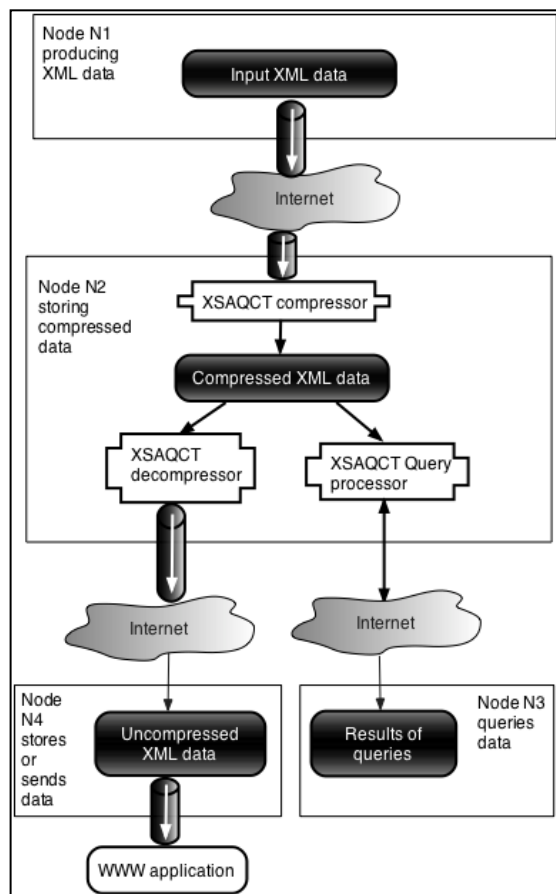 Node N1
producing
XML data
Input XML data
Internet
Node N2
storing
compressed
data
XSAQCT compressor
Compressed XML data
XSAQCT
decompressor
XSAQCT Query
processor
Internet
Internet
Node
N4
stores
or
sends
data
Uncompressed
XML data
Results of
queries
Node N3
queries
data
WWW application